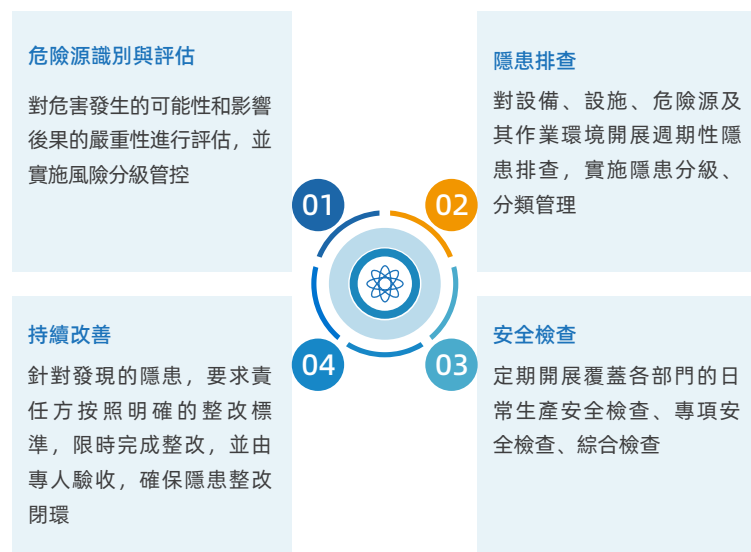 危險源識別與評估
對危害發生的可能性和影響
後果的嚴重性進行評估，並
實施風險分級管控
01
02
隱患排查
對設備、設施、危險源及
其作業環境開展週期性隱
患排查，實施隱患分級、
分類管理
03
安全檢查
定期開展覆蓋各部門的日
常生產安全檢查、專項安
全檢查、綜合檢查
04
持續改善
針對發現的隱患，要求責
任方按照明確的整改標
準，限時完成整改，並由
專人驗收，確保隱患整改
閉環